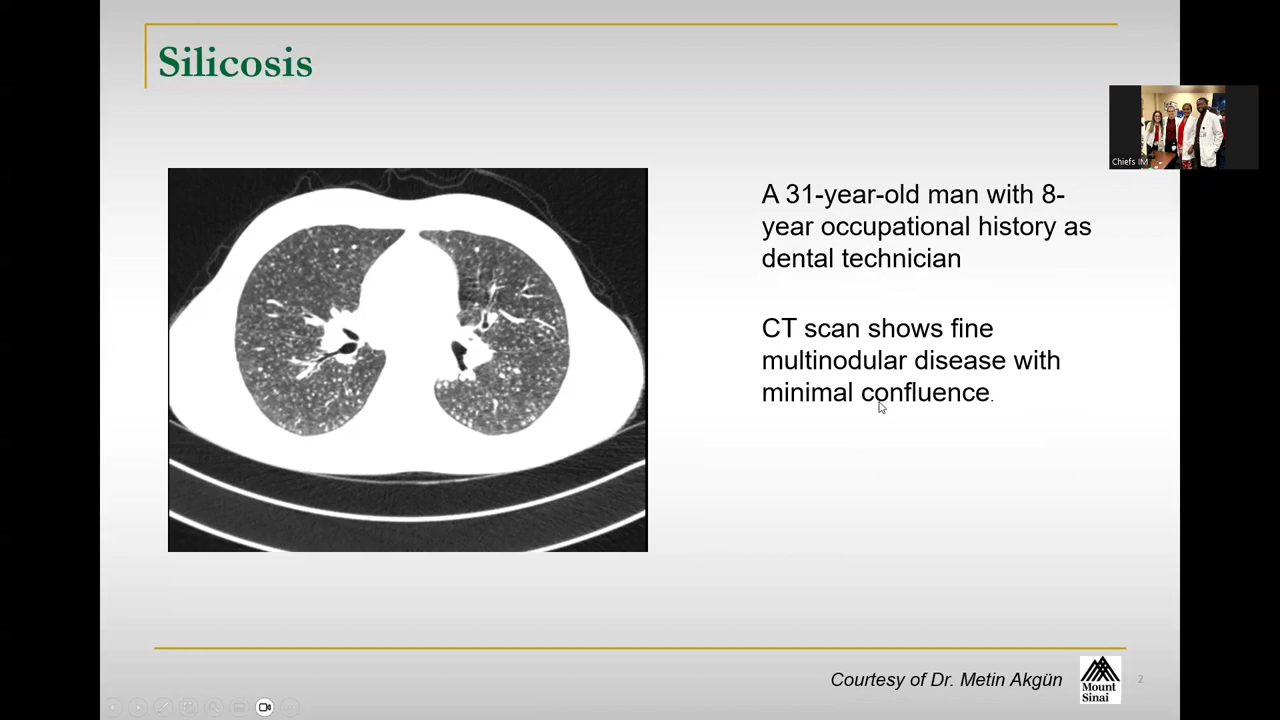 Silicosis
Chiefs IM
A 31-year-old man with 8-
year occupational history as
dental technician
CT scan shows fine
multinodular disease with
minimal confluence.
Courtesy of Dr. Metin Akgün
Mount
Sinai
2